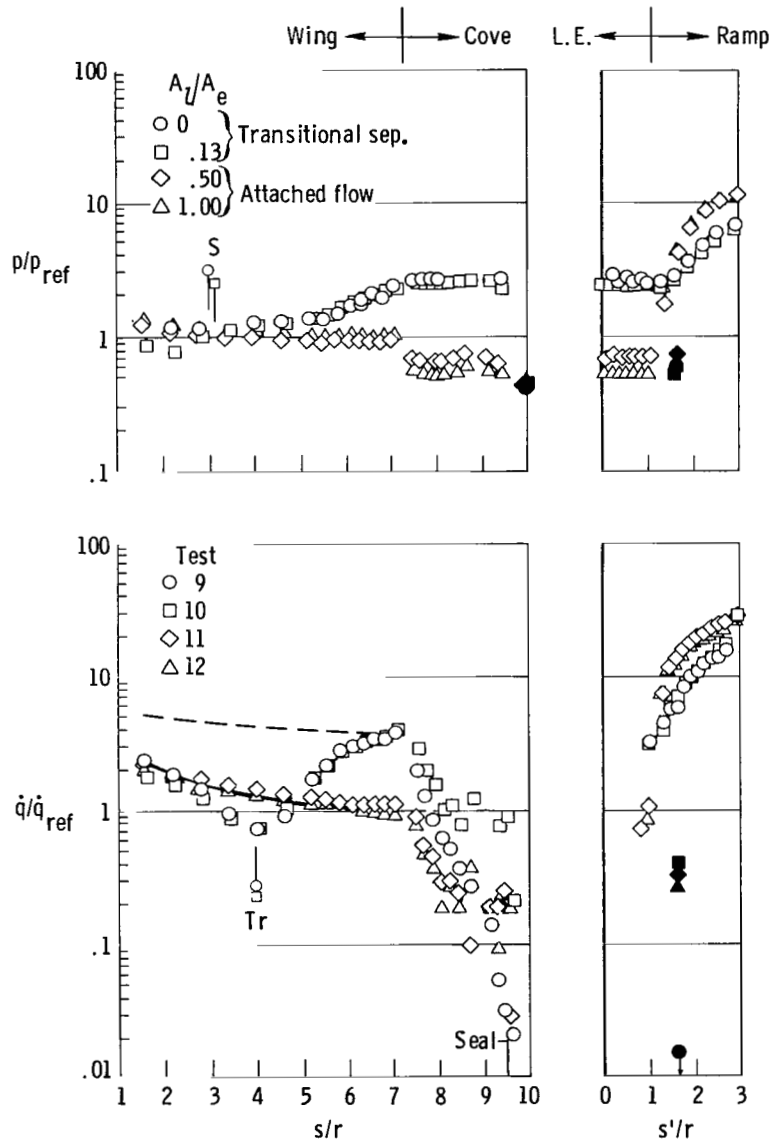 Wing Cove L.E. Ramp
100
A_l/A_e
0
.13
Transitional sep.
.50
1.00
Attached flow
10
S
p/p_ref
1
.1
100
Test
9
10
11
12
10
q̇/q̇_ref
1
Tr
.1
Seal
.01
1 2 3 4 5 6 7 8 9 10 0 1 2 3
s/r s'/r